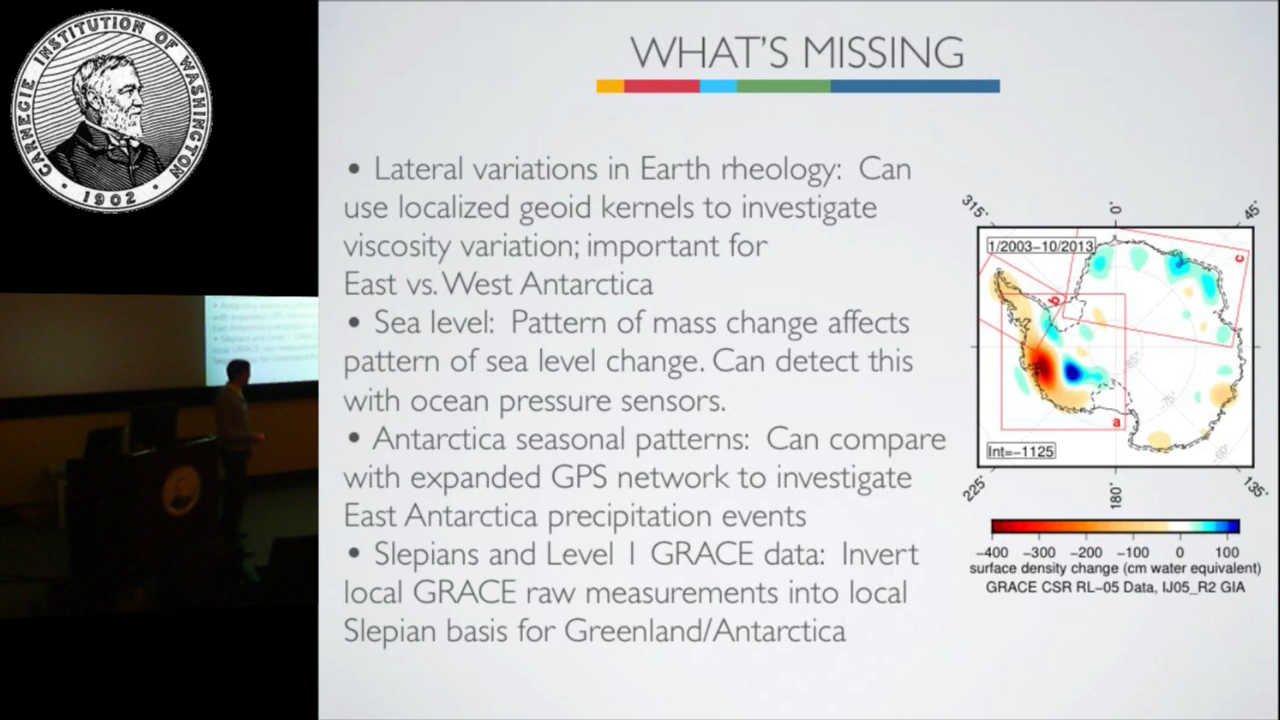 CARNEGIE INSTITUTION OF WASHINGTON
1902
WHAT'S MISSING
• Lateral variations in Earth rheology: Can
use localized geoid kernels to investigate
viscosity variation; important for
East vs. West Antarctica
• Sea level: Pattern of mass change affects
pattern of sea level change. Can detect this
with ocean pressure sensors.
• Antarctica seasonal patterns: Can compare
with expanded GPS network to investigate
East Antarctica precipitation events
• Slepians and Level 1 GRACE data: Invert
local GRACE raw measurements into local
Slepian basis for Greenland/Antarctica
315° 0° 45°
1/2003–10/2013
c
b
a
Int=–1125
225° 180° 135°
–400 –300 –200 –100 0 100
surface density change (cm water equivalent)
GRACE CSR RL–05 Data, IJ05_R2 GIA